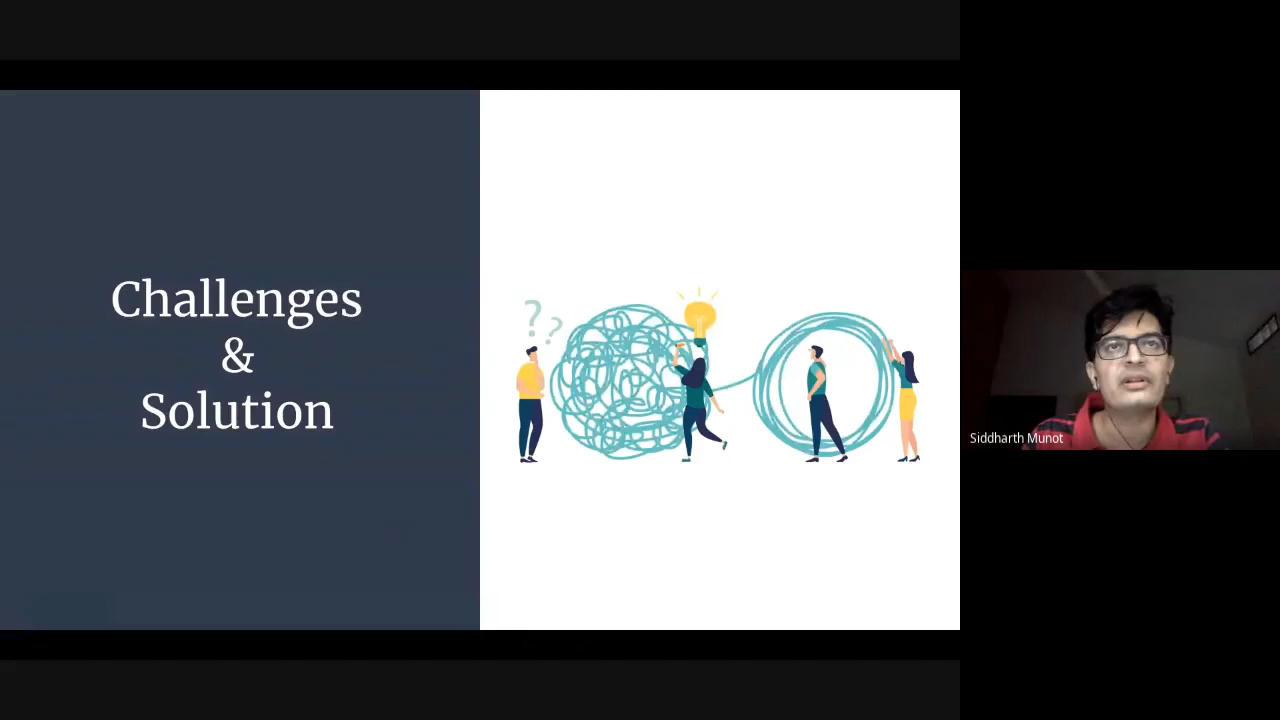 Challenges
&
Solution
? ?
Siddharth Munot